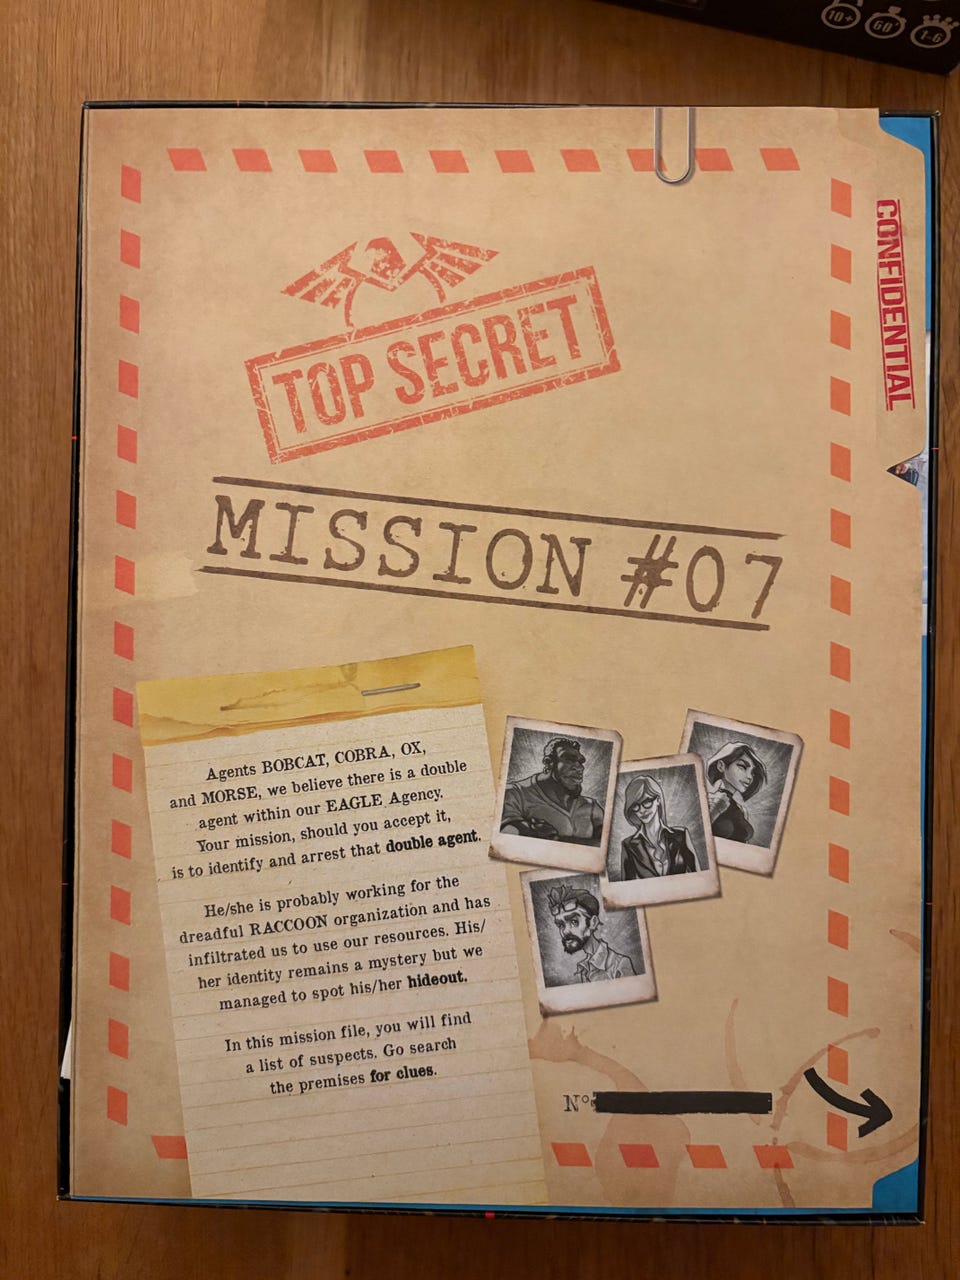 10+ 60' 1-6
CONFIDENTIAL
TOP SECRET
MISSION #07
Agents BOBCAT, COBRA, OX,
and MORSE, we believe there is a double
agent within our EAGLE Agency.
Your mission, should you accept it,
is to identify and arrest that double agent.
He/she is probably working for the
dreadful RACCOON organization and has
infiltrated us to use our resources. His/
her identity remains a mystery but we
managed to spot his/her hideout.
In this mission file, you will find
a list of suspects. Go search
the premises for clues.
N°